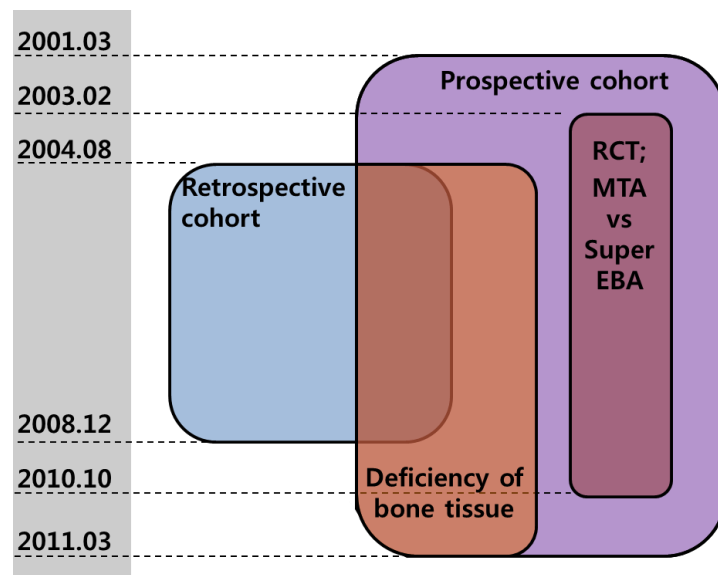 2001.03
2003.02
2004.08
2008.12
2010.10
2011.03
Prospective cohort
RCT;
MTA
vs
Super
EBA
Retrospective
cohort
Deficiency of
bone tissue